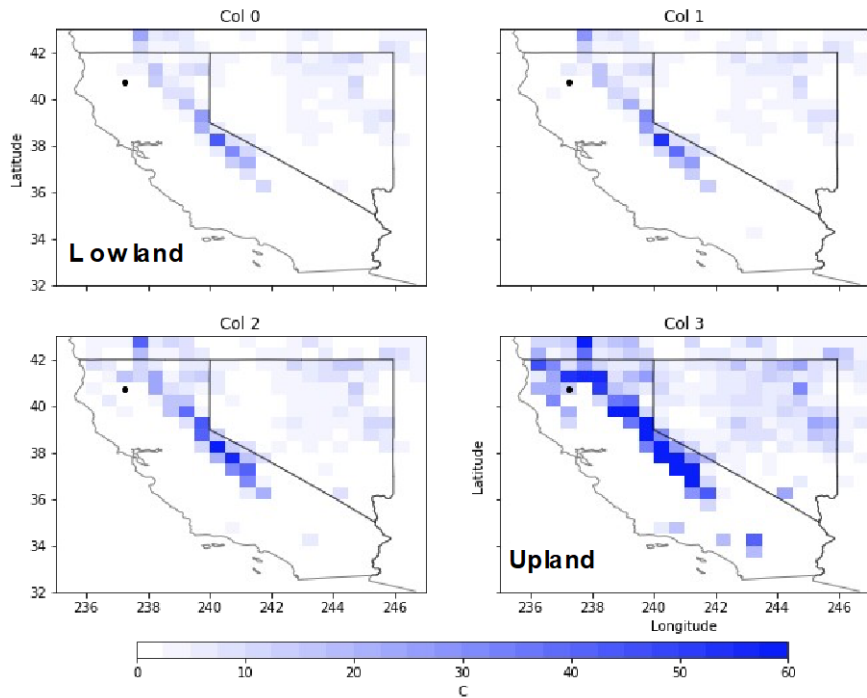 Col 0
Col 1
42
40
38
36
34
32
Latitude
Lowland
Col 2
Col 3
42
40
38
36
34
32
Latitude
Latitude
Upland
236 238 240 242 244 246
236 238 240 242 244 246
Longitude
0 10 20 30 40 50 60
C